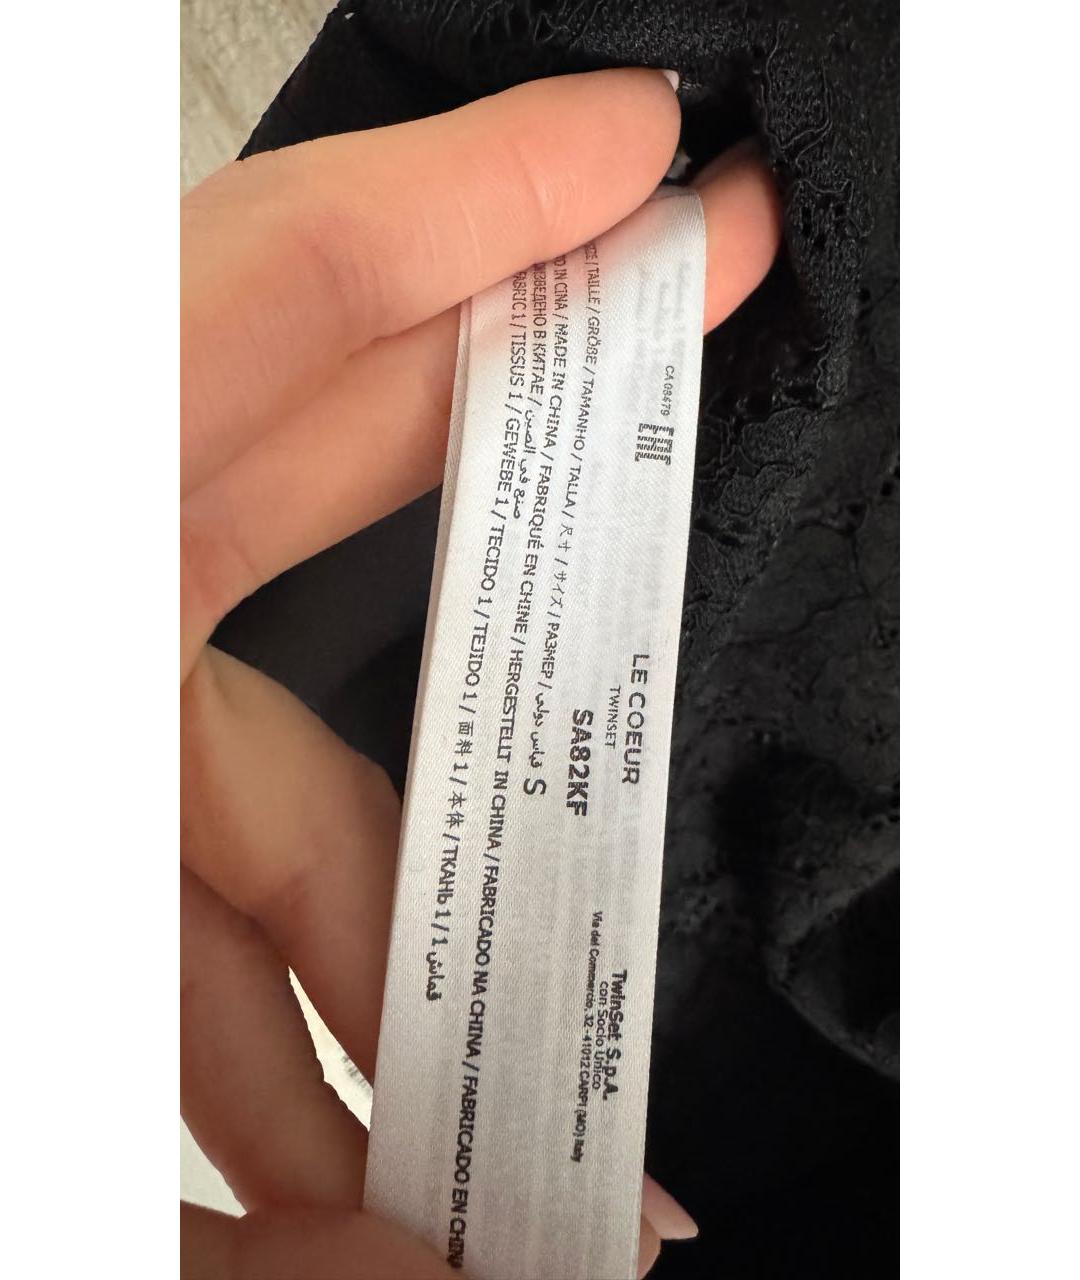 CA 08479
LE COEUR
TWINSET
TwinSet S.p.A.
con Socio Unico
Via del Commercio, 32 - 41012 CARPI (MO) Italy
SA82KF
/ TAILLE / GRÖßE / TAMANHO / TALLA / 尺寸 / サイズ / РАЗМЕР / قياس دولي S
IN CINA / MADE IN CHINA / FABRIQUÉ EN CHINE / HERGESTELLT IN CHINA / FABRICADO NA CHINA / FABRICADO EN CHINA
В КИТАЕ / صنع في الصين
FABRIC 1 / TISSUS 1 / GEWEBE 1 / TECIDO 1 / TEJIDO 1 / 面料 1 / 本体 / ТКАНЬ 1 / قماش 1